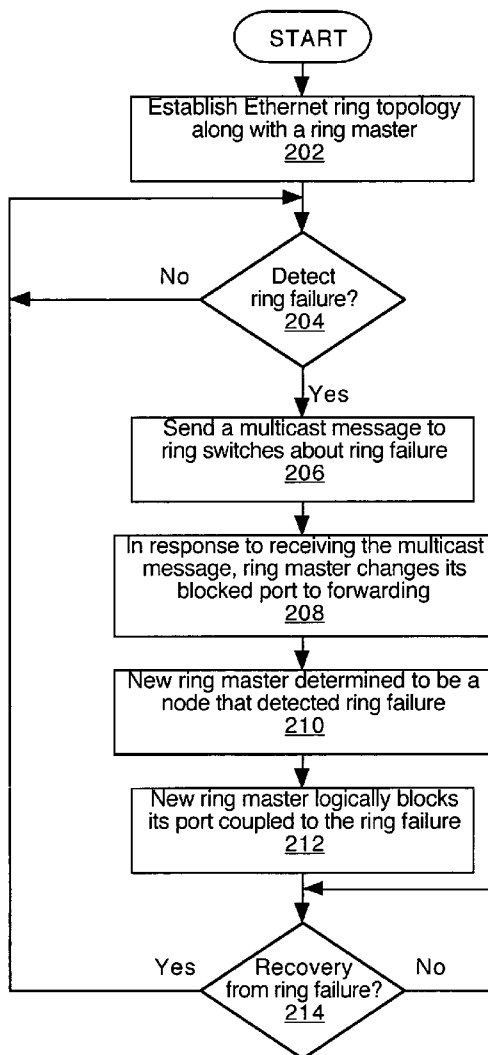 START
Establish Ethernet ring topology
along with a ring master
202
No
Detect
ring failure?
204
Yes
Send a multicast message to
ring switches about ring failure
206
In response to receiving the multicast
message, ring master changes its
blocked port to forwarding
208
New ring master determined to be a
node that detected ring failure
210
New ring master logically blocks
its port coupled to the ring failure
212
Yes
Recovery
from ring failure?
214
No